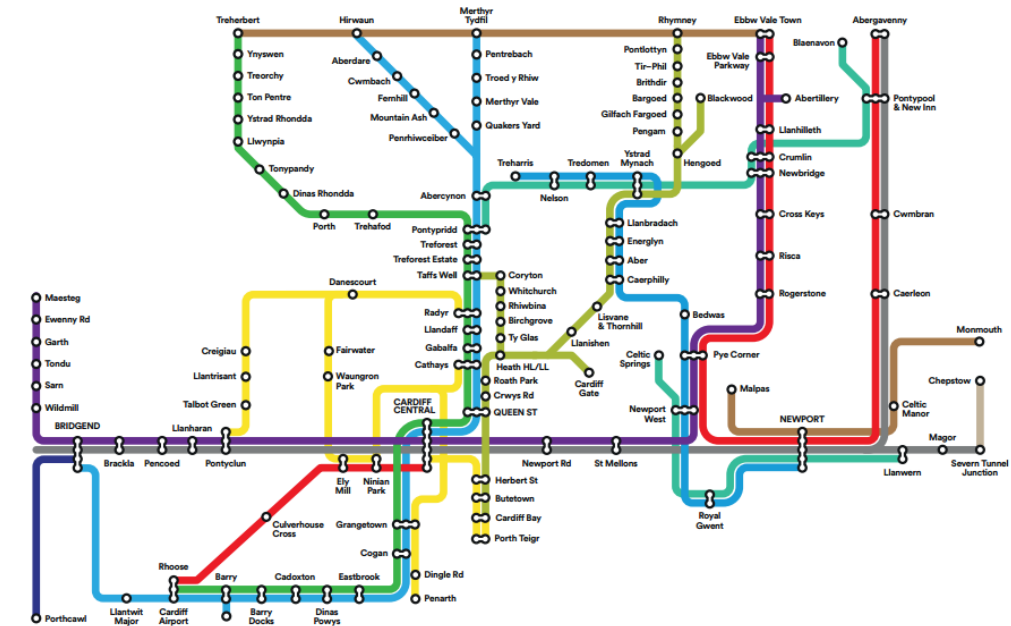 Treherbert
Hirwaun
Merthyr
Tydfil
Rhymney
Ebbw Vale Town
Abergavenny
Ynyswen
Treorchy
Ton Pentre
Ystrad Rhondda
Llwynpia
Tonypandy
Dinas Rhondda
Porth
Trehafod
Aberdare
Cwmbach
Fernhill
Mountain Ash
Penrhiwceiber
Pentrebach
Troed y Rhiw
Merthyr Vale
Quakers Yard
Abercynon
Pontypridd
Treforest
Treforest Estate
Taffs Well
Treharris
Tredomen
Ystrad
Mynach
Nelson
Pontlottyn
Tir-Phil
Brithdir
Bargoed
Gilfach Fargoed
Pengam
Blackwood
Hengoed
Ebbw Vale
Parkway
Abertillery
Llanhilleth
Crumlin
Newbridge
Cross Keys
Risca
Rogerstone
Blaenavon
Pontypool
& New Inn
Cwmbran
Caerleon
Llanbradach
Energlyn
Aber
Caerphilly
Lisvane
& Thornhill
Llanishen
Bedwas
Pye Corner
Coryton
Whitchurch
Rhiwbina
Birchgrove
Ty Glas
Heath HL/LL
Cardiff
Gate
Roath Park
Crwys Rd
QUEEN ST
Danescourt
Radyr
Llandaff
Gabalfa
Cathays
Creigiau
Llantrisant
Talbot Green
Fairwater
Waungron
Park
Maesteg
Ewenny Rd
Garth
Tondu
Sarn
Wildmill
BRIDGEND
Brackla
Pencoed
Llanharan
Pontyclun
CARDIFF
CENTRAL
Ely
Mill
Ninian
Park
Celtic
Springs
Newport
West
Newport Rd
St Mellons
Malpas
NEWPORT
Monmouth
Chepstow
Celtic
Manor
Magor
Llanwern
Severn Tunnel
Junction
Royal
Gwent
Herbert St
Butetown
Cardiff Bay
Porth Teigr
Grangetown
Cogan
Dingle Rd
Penarth
Culverhouse
Cross
Rhoose
Barry
Cadoxton
Eastbrook
Porthcawl
Llantwit
Major
Cardiff
Airport
Barry
Docks
Dinas
Powys